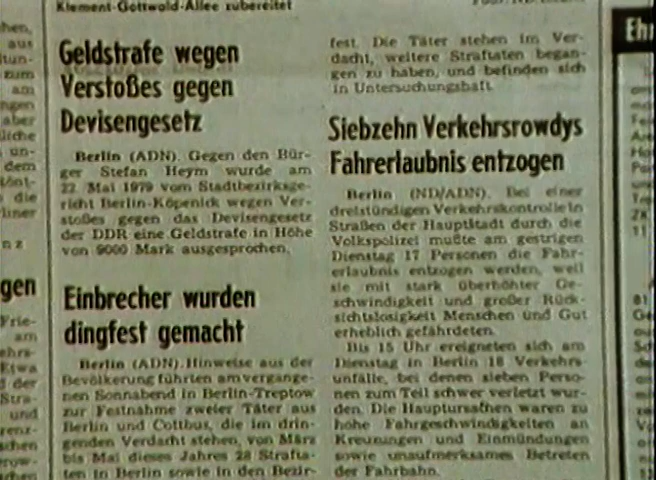 Klement-Gottwald-Allee zubereitet
Geldstrafe wegen
Verstoßes gegen
Devisengesetz
Berlin (ADN). Gegen den Bür-
ger Stefan Heym wurde am
22. Mai 1979 vom Stadtbezirksge-
richt Berlin-Köpenick wegen Ver-
stoßes gegen das Devisengesetz
der DDR eine Geldstrafe in Höhe
von 9000 Mark ausgesprochen.
Einbrecher wurden
dingfest gemacht
Berlin (ADN). Hinweise aus der
Bevölkerung führten am vergange-
nen Sonnabend in Berlin-Treptow
zur Festnahme zweier Täter aus
Berlin und Cottbus, die im drin-
genden Verdacht stehen, von März
bis Mai dieses Jahres 28 Strafta-
ten in Berlin sowie in den Bezir-
fest. Die Täter stehen im Ver-
dacht, weitere Straftaten began-
gen zu haben, und befinden sich
in Untersuchungshaft.
Siebzehn Verkehrsrowdys
Fahrerlaubnis entzogen
Berlin (ND/ADN). Bei einer
dreistündigen Verkehrskontrolle in
Straßen der Hauptstadt durch die
Volkspolizei mußte am gestrigen
Dienstag 17 Personen die Fahr-
erlaubnis entzogen werden, weil
sie mit stark überhöhter Ge-
schwindigkeit und großer Rück-
sichtslosigkeit Menschen und Gut
erheblich gefährdeten.
Bis 15 Uhr ereigneten sich am
Dienstag in Berlin 18 Verkehrs-
unfälle, bei denen sieben Perso-
nen zum Teil schwer verletzt wur-
den. Die Hauptursachen waren zu
hohe Fahrgeschwindigkeiten an
Kreuzungen und Einmündungen
sowie unaufmerksames Betreten
der Fahrbahn.